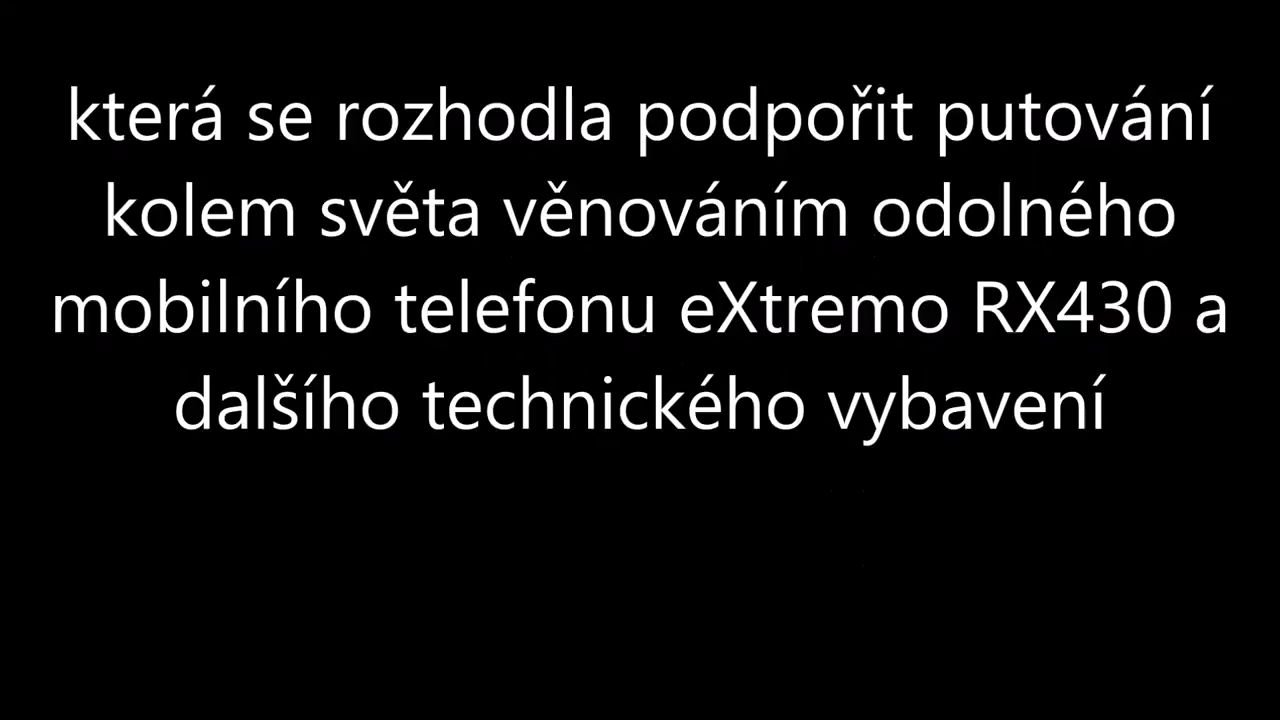 která se rozhodla podpořit putování
kolem světa věnováním odolného
mobilního telefonu eXtremo RX430 a
dalšího technického vybavení